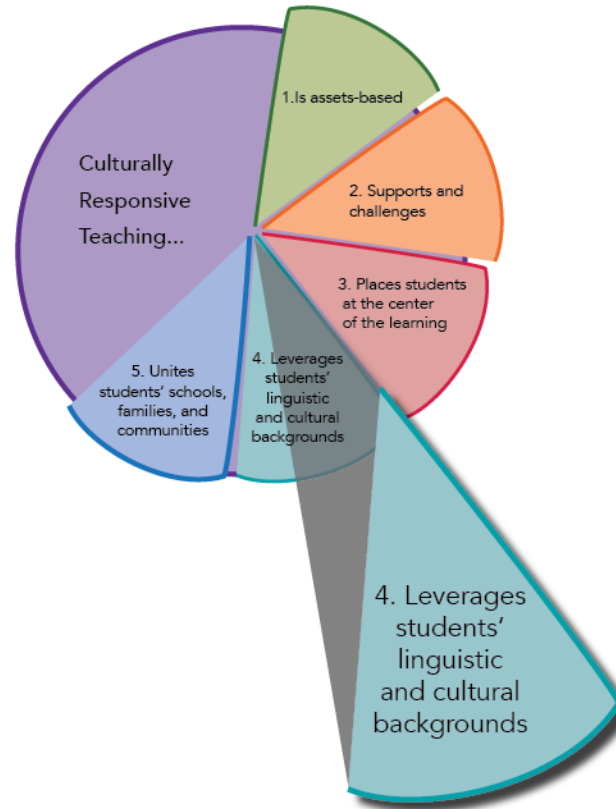 Culturally
Responsive
Teaching...
1.Is assets-based
2. Supports and
challenges
3. Places students
at the center
of the learning
4. Leverages
students’
linguistic
and cultural
backgrounds
5. Unites
students’ schools,
families, and
communities
4. Leverages
students’
linguistic
and cultural
backgrounds